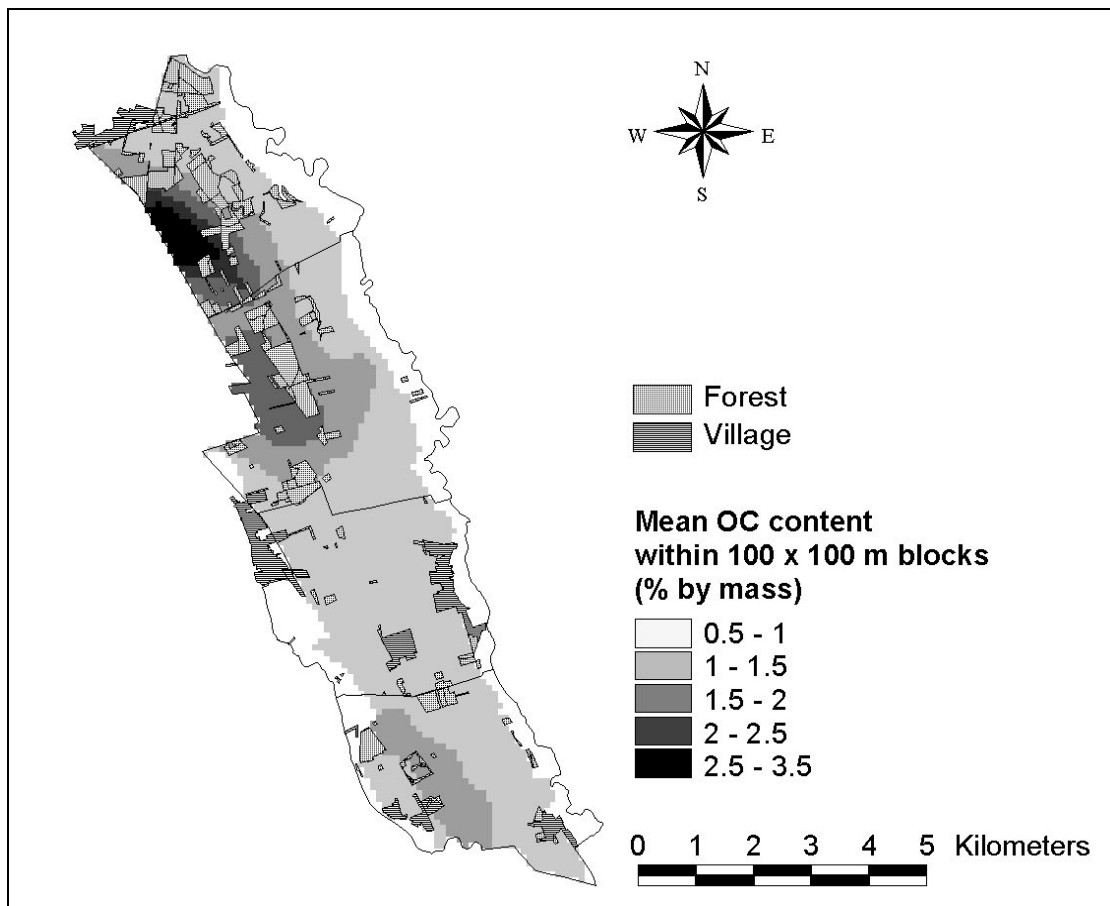 N
W E
S
Forest
Village
Mean OC content
within 100 x 100 m blocks
(% by mass)
0.5 - 1
1 - 1.5
1.5 - 2
2 - 2.5
2.5 - 3.5
0 1 2 3 4 5 Kilometers